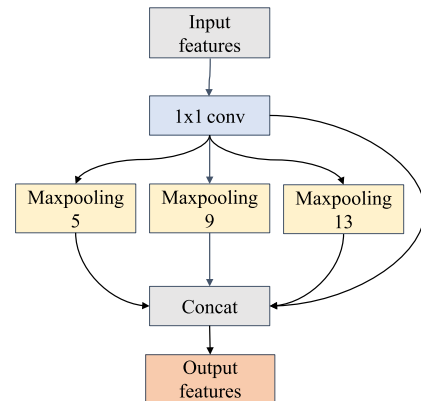 Input
features
1x1 conv
Maxpooling
5
Maxpooling
9
Maxpooling
13
Concat
Output
features